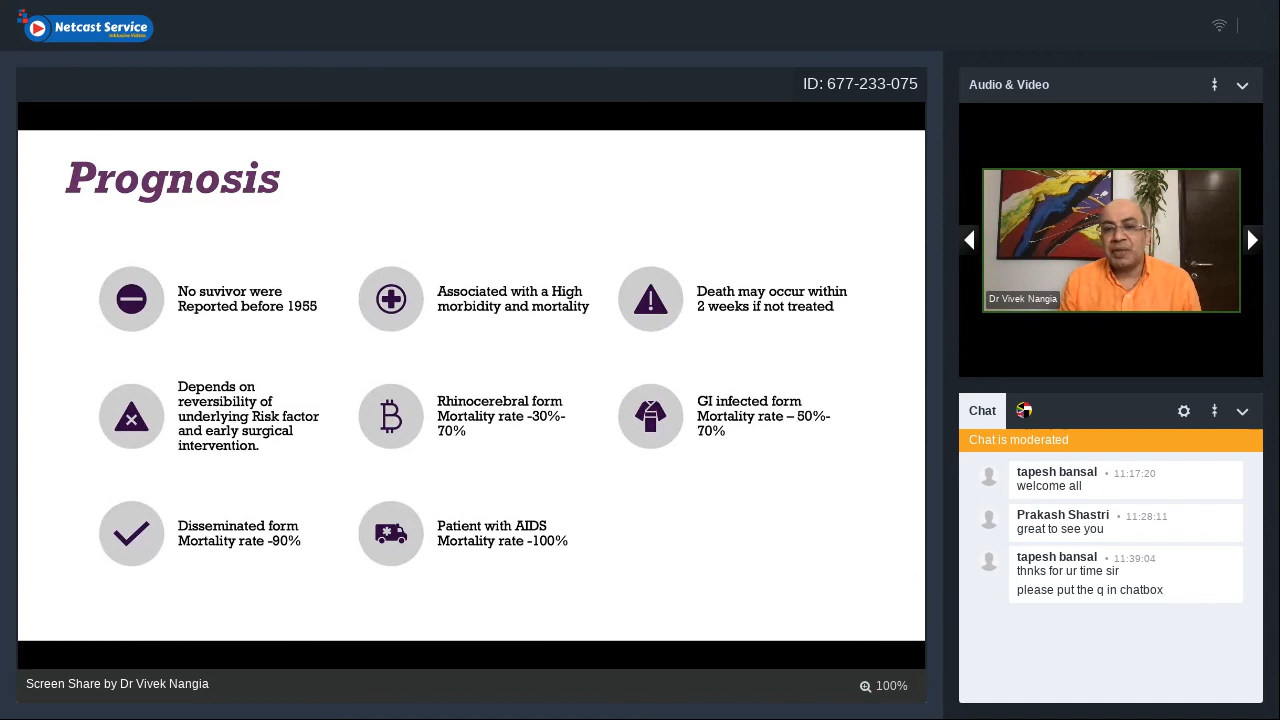 Netcast Service
Inklusive Videos
ID: 677-233-075
Prognosis
No suvivor were
Reported before 1955
Associated with a High
morbidity and mortality
Death may occur within
2 weeks if not treated
Depends on
reversibility of
underlying Risk factor
and early surgical
intervention.
Rhinocerebral form
Mortality rate -30%-
70%
GI infected form
Mortality rate – 50%-
70%
Disseminated form
Mortality rate -90%
Patient with AIDS
Mortality rate -100%
Screen Share by Dr Vivek Nangia
100%
Audio & Video
Dr Vivek Nangia
Chat
Chat is moderated
tapesh bansal • 11:17:20
welcome all
Prakash Shastri • 11:28:11
great to see you
tapesh bansal • 11:39:04
thnks for ur time sir
please put the q in chatbox